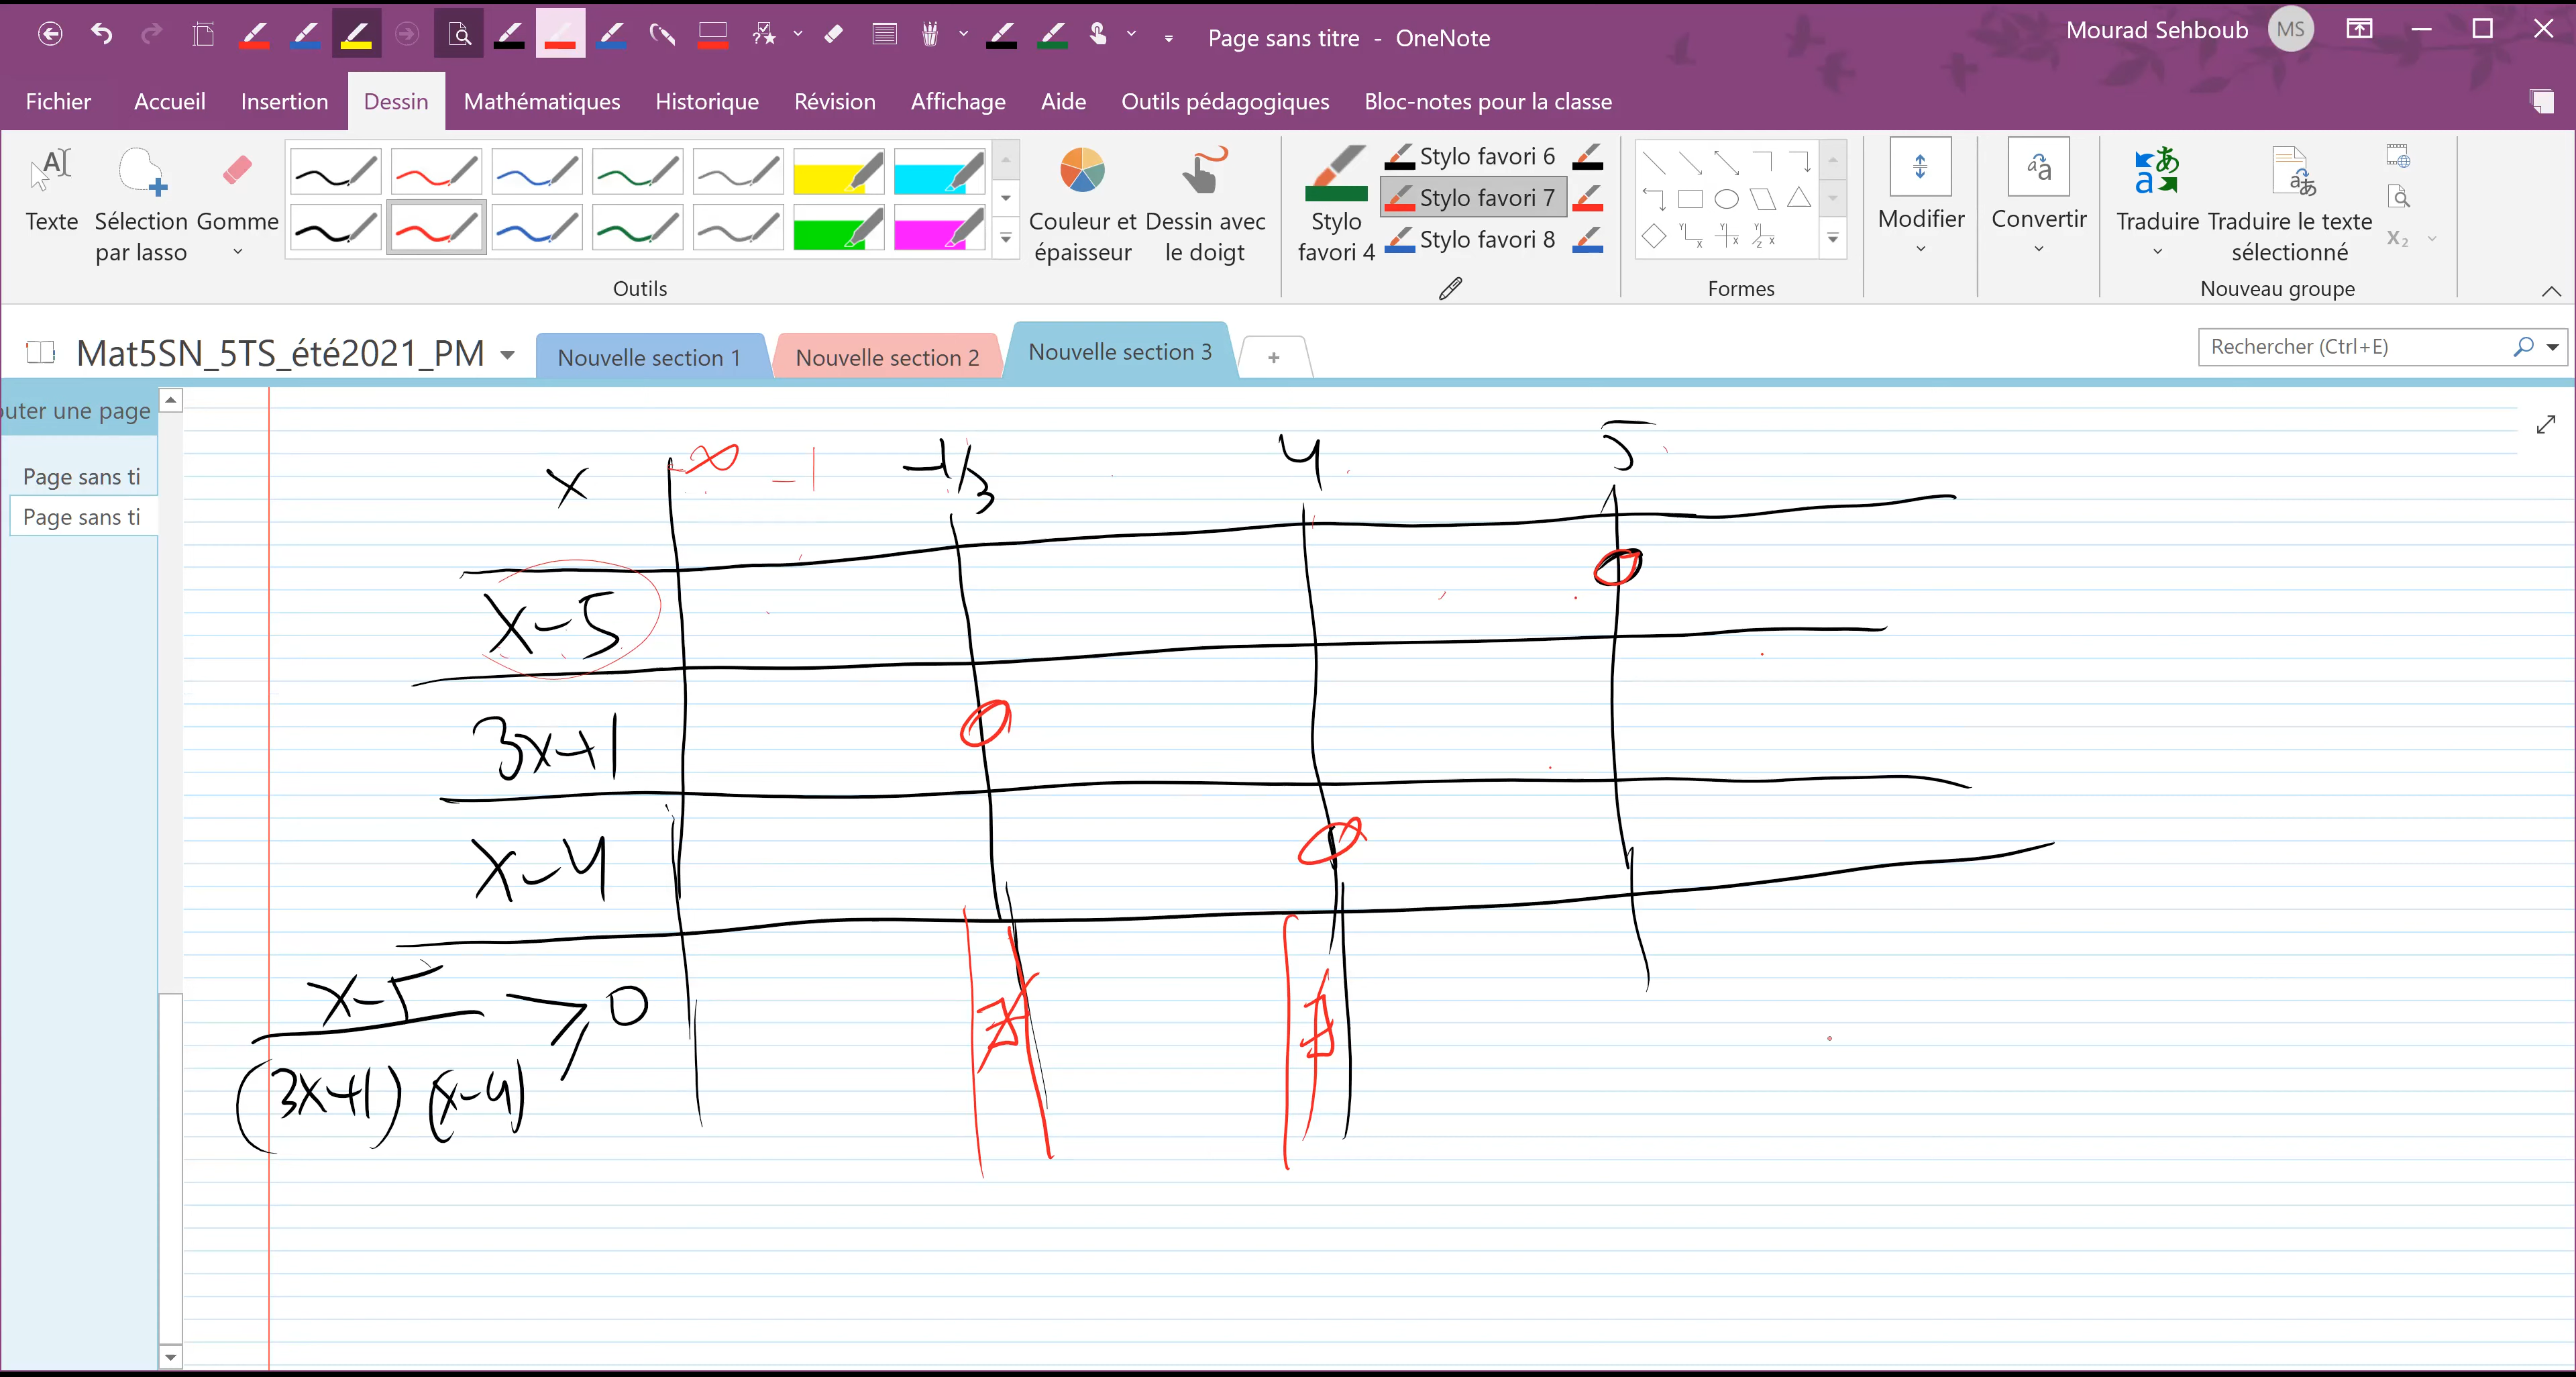 Page sans titre - OneNote
Mourad Sehboub MS
Fichier Accueil Insertion Dessin Mathématiques Historique Révision Affichage Aide Outils pédagogiques Bloc-notes pour la classe
Texte Sélection par lasso Gomme
Couleur et épaisseur Dessin avec le doigt
Stylo favori 4
Stylo favori 6
Stylo favori 7
Stylo favori 8
Modifier Convertir Traduire Traduire le texte sélectionné
Outils Formes Nouveau groupe
Mat5SN_5TS_été2021_PM Nouvelle section 1 Nouvelle section 2 Nouvelle section 3 +
Rechercher (Ctrl+E)
outer une page
Page sans ti
Page sans ti
x -∞ -1 -1/3 4 5
x-5
3x+1
x-4
x-5 ⩾ 0
(3x+1)(x-4)
∄ ∄